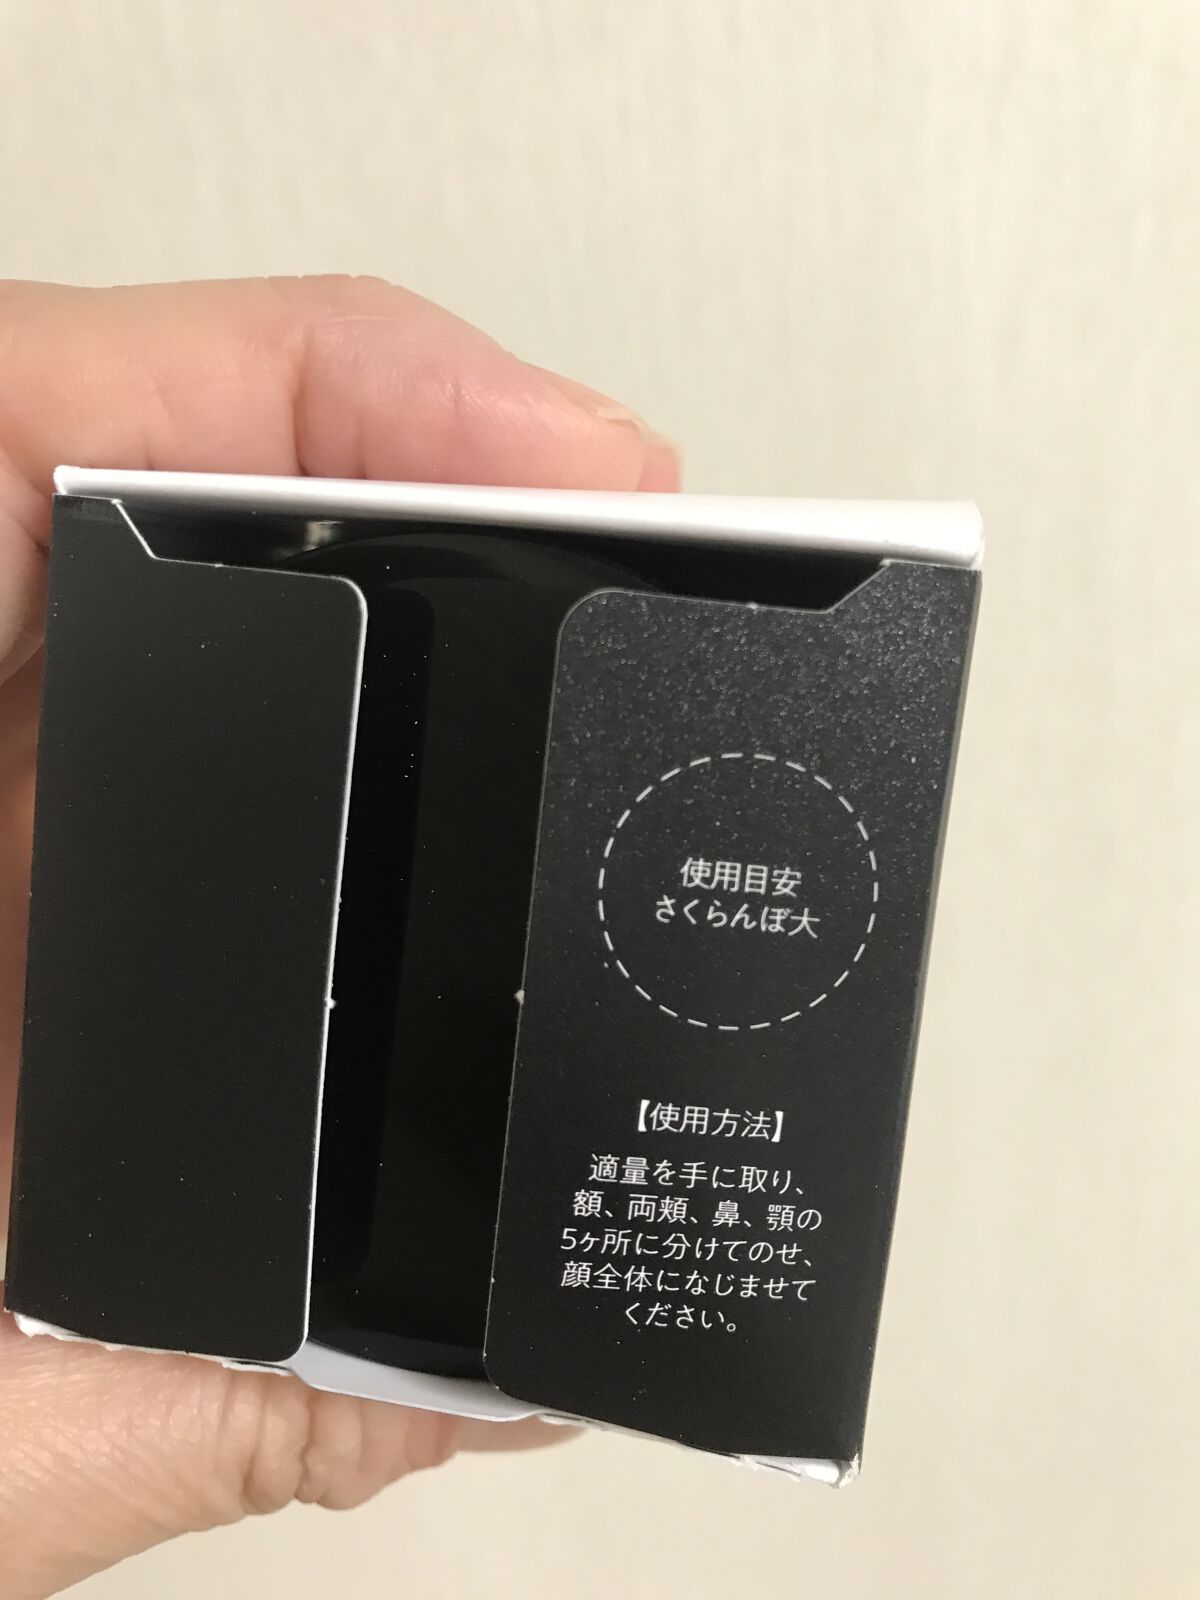 使用目安
さくらんぼ大
【使用方法】
適量を手に取り、
額、両頬、鼻、顎の
5ヶ所に分けてのせ、
顔全体になじませて
ください。